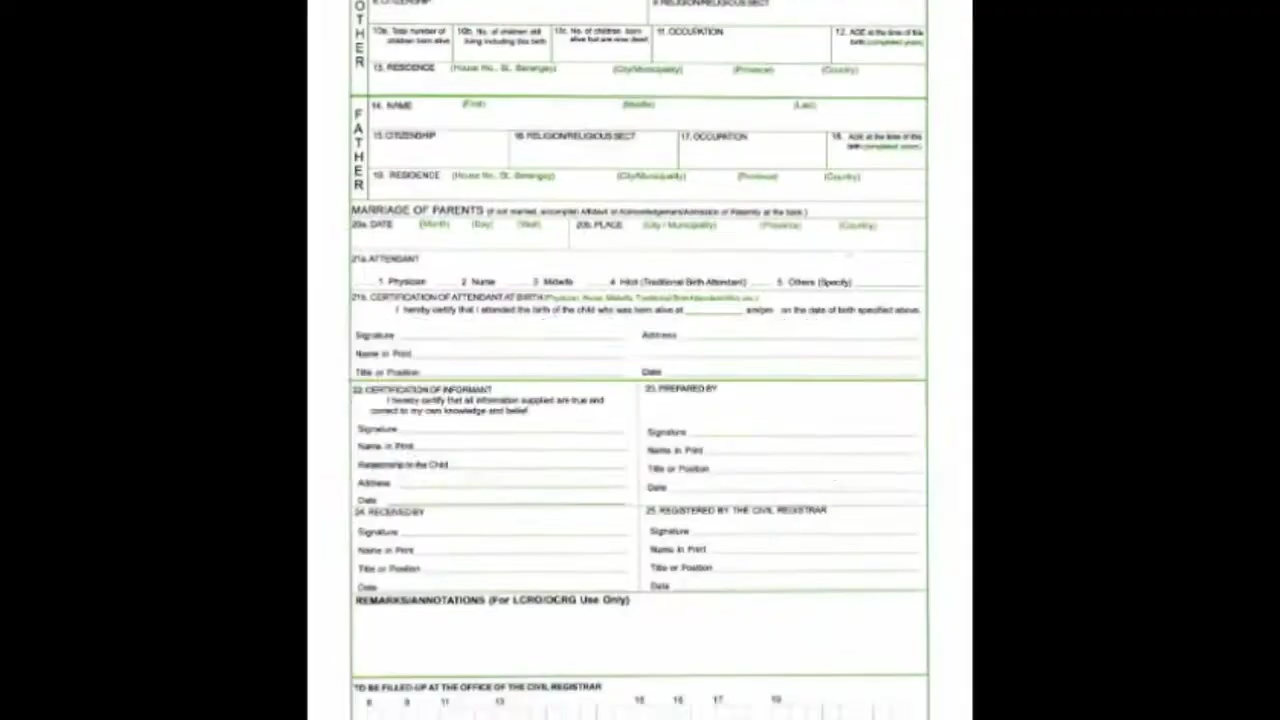 O
T
H
E
R
8. CITIZENSHIP 9. RELIGION/RELIGIOUS SECT
10a. Total number of children born alive
10b. No. of children still living including this birth
10c. No. of children born alive but are now dead
11. OCCUPATION
12. AGE at the time of this birth (completed years)
13. RESIDENCE (House No., St., Barangay) (City/Municipality) (Province) (Country)
F
A
T
H
E
R
14. NAME (First) (Middle) (Last)
15. CITIZENSHIP 16. RELIGION/RELIGIOUS SECT 17. OCCUPATION
18. AGE at the time of this birth (completed years)
19. RESIDENCE (House No., St., Barangay) (City/Municipality) (Province) (Country)
MARRIAGE OF PARENTS (If not married, accomplish Affidavit of Acknowledgement/Admission of Paternity at the back.)
20a. DATE (Month) (Day) (Year) 20b. PLACE (City / Municipality) (Province) (Country)
21a. ATTENDANT
1 Physician 2 Nurse 3 Midwife 4 Hilot (Traditional Birth Attendant) 5 Others (Specify)
21b. CERTIFICATION OF ATTENDANT AT BIRTH (Physician, Nurse, Midwife, Traditional Birth Attendant/Hilot, etc.)
I hereby certify that I attended the birth of the child who was born alive at am/pm on the date of birth specified above.
Signature Address
Name in Print
Title or Position Date
22. CERTIFICATION OF INFORMANT
I hereby certify that all information supplied are true and
correct to my own knowledge and belief.
Signature
Name in Print
Relationship to the Child
Address
Date
23. PREPARED BY
Signature
Name in Print
Title or Position
Date
24. RECEIVED BY
Signature
Name in Print
Title or Position
Date
25. REGISTERED BY THE CIVIL REGISTRAR
Signature
Name in Print
Title or Position
Date
REMARKS/ANNOTATIONS (For LCRO/OCRG Use Only)
TO BE FILLED-UP AT THE OFFICE OF THE CIVIL REGISTRAR
8 9 11 13 15 16 17 19